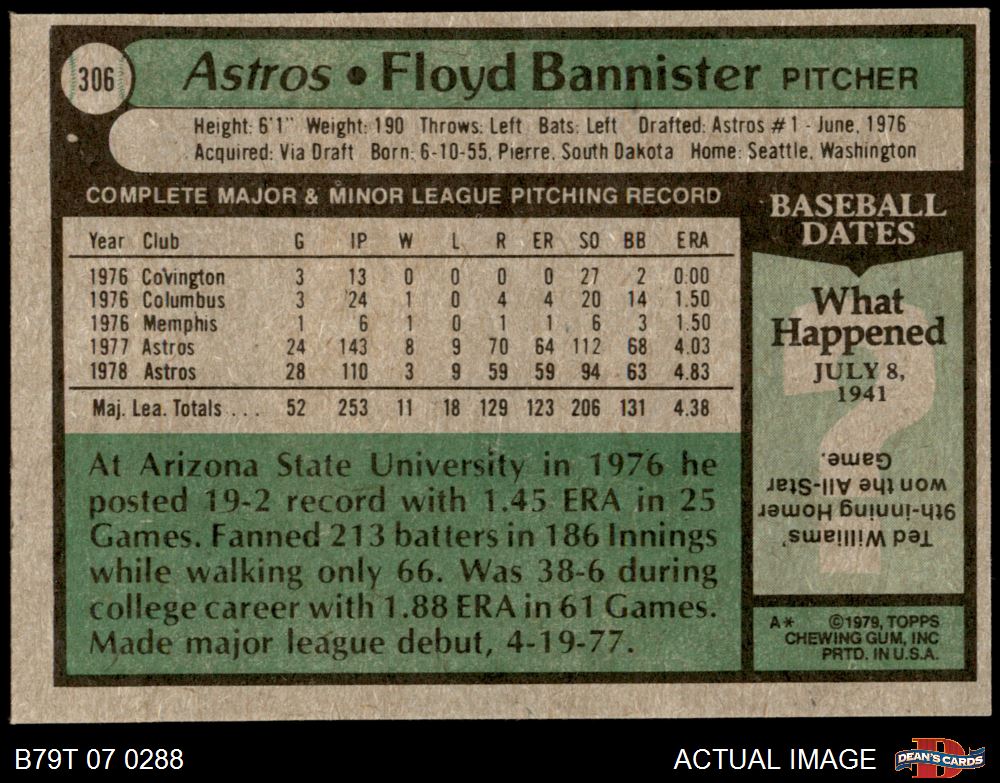 306
Astros • Floyd Bannister PITCHER
Height: 6'1" Weight: 190 Throws: Left Bats: Left Drafted: Astros #1 - June, 1976
Acquired: Via Draft Born: 6-10-55, Pierre, South Dakota Home: Seattle, Washington
COMPLETE MAJOR & MINOR LEAGUE PITCHING RECORD
Year Club G IP W L R ER SO BB ERA
1976 Covington 3 13 0 0 0 0 27 2 0.00
1976 Columbus 3 24 1 0 4 4 20 14 1.50
1976 Memphis 1 6 1 0 1 1 6 3 1.50
1977 Astros 24 143 8 9 70 64 112 68 4.03
1978 Astros 28 110 3 9 59 59 94 63 4.83
Maj. Lea. Totals . . . 52 253 11 18 129 123 206 131 4.38
At Arizona State University in 1976 he
posted 19-2 record with 1.45 ERA in 25
Games. Fanned 213 batters in 186 Innings
while walking only 66. Was 38-6 during
college career with 1.88 ERA in 61 Games.
Made major league debut, 4-19-77.
BASEBALL
DATES
What
Happened
JULY 8,
1941
?
Ted Williams'
9th-inning Homer
won the All-Star
Game.
A* ©1979, TOPPS
CHEWING GUM, INC
PRTD. IN U.S.A.
B79T 07 0288
ACTUAL IMAGE
D
DEAN'S CARDS